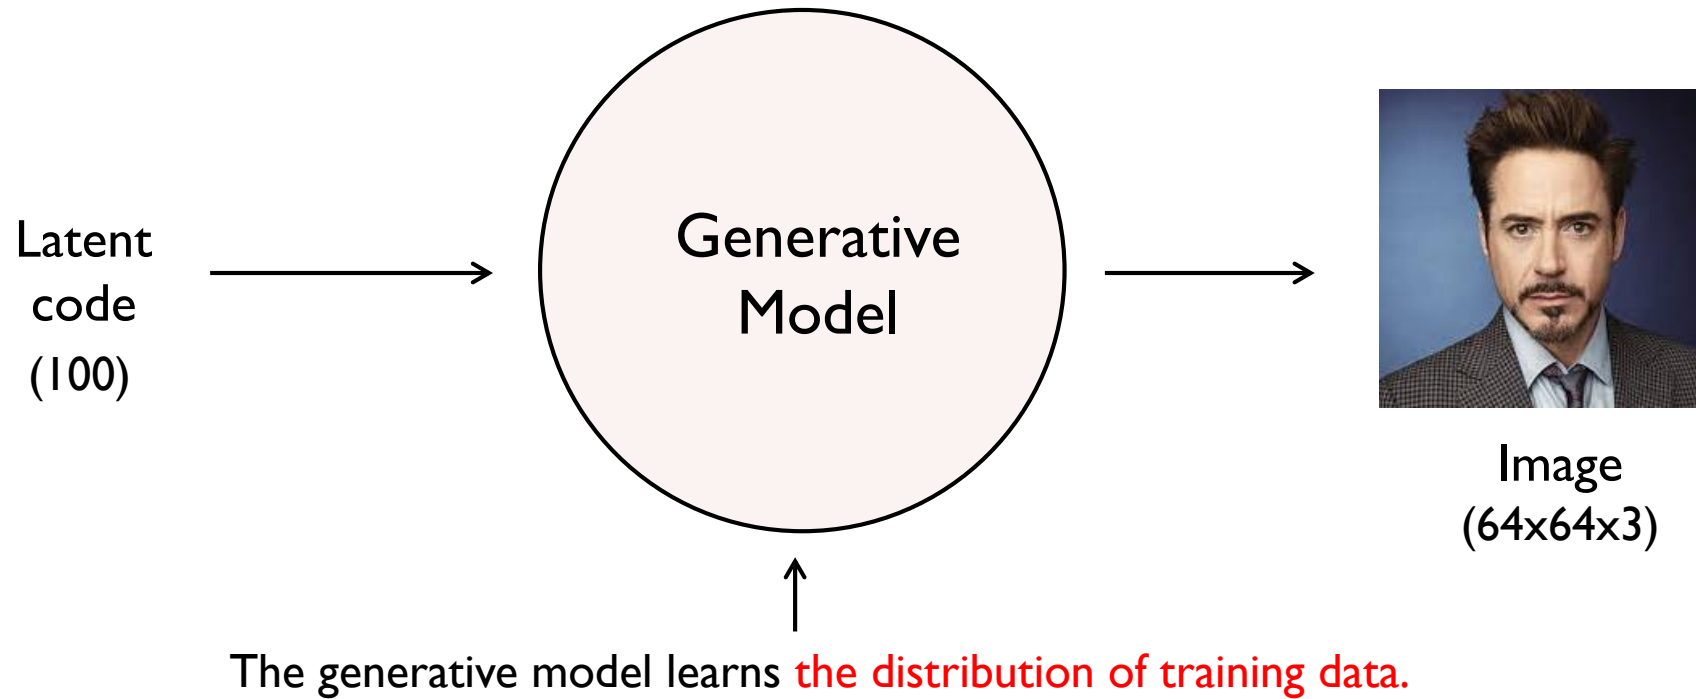 Latent
code
(100)
Generative
Model
Image
(64x64x3)
The generative model learns the distribution of training data.